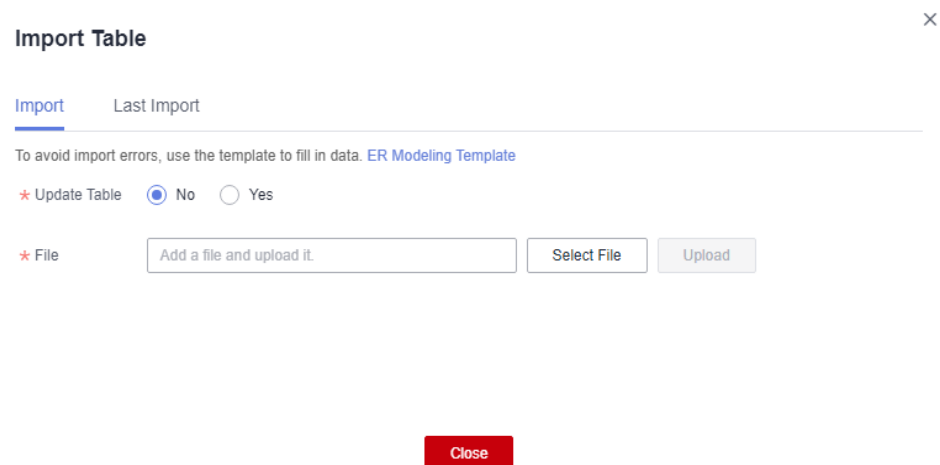 Import Table
Import Last Import
To avoid import errors, use the template to fill in data. ER Modeling Template
* Update Table No Yes
* File Add a file and upload it. Select File Upload
Close